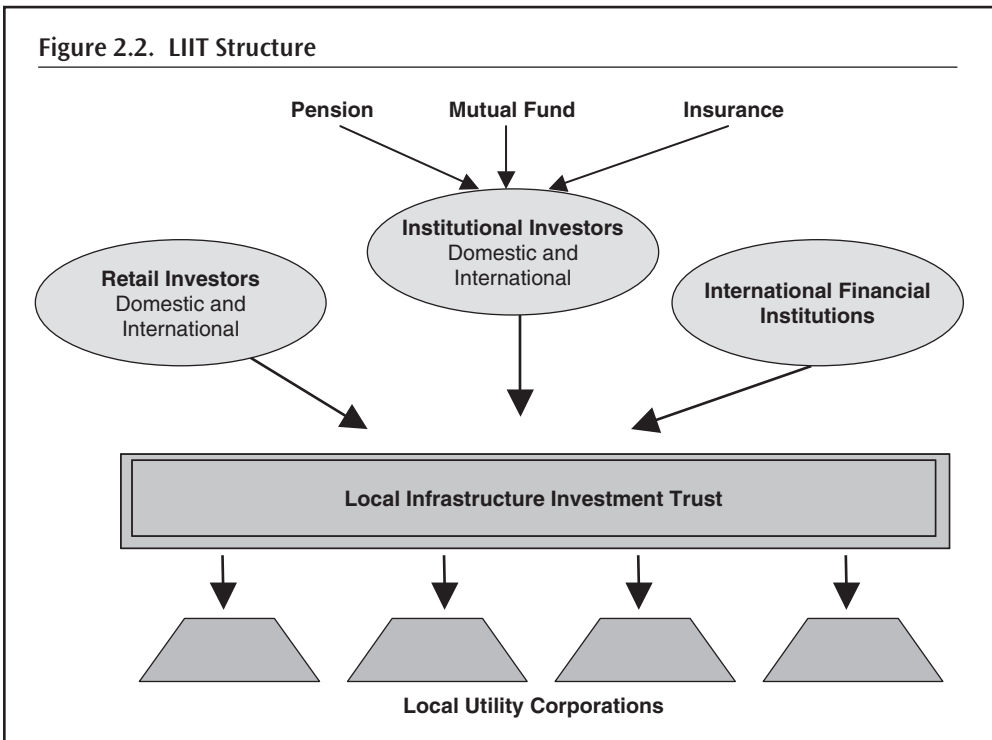 Figure 2.2. LIIT Structure
Pension Mutual Fund Insurance
Institutional Investors
Domestic and
International
Retail Investors
Domestic and
International
International Financial
Institutions
Local Infrastructure Investment Trust
Local Utility Corporations